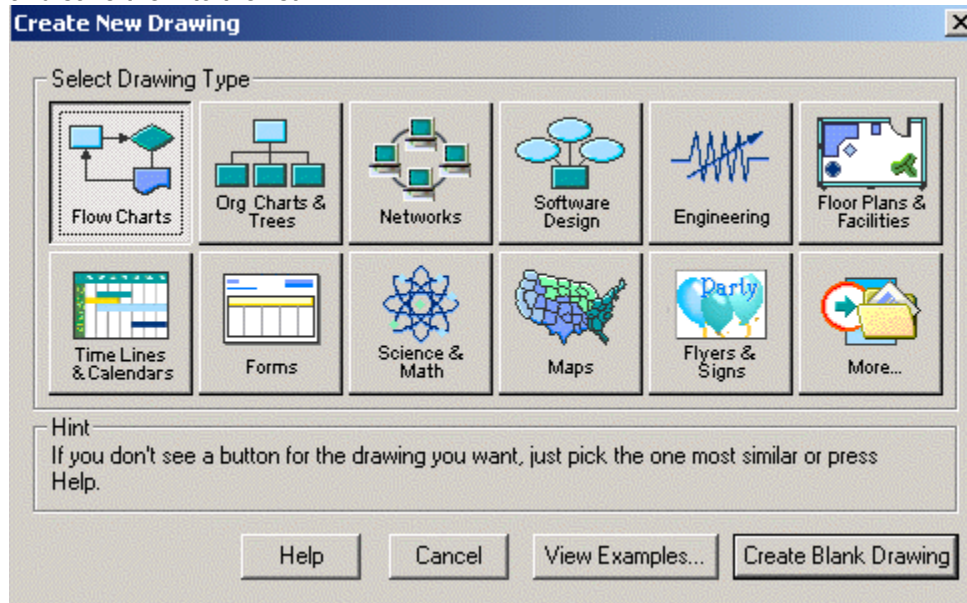 Create New Drawing
Select Drawing Type
Flow Charts
Org Charts &
Trees
Networks
Software
Design
Engineering
Floor Plans &
Facilities
Time Lines
& Calendars
Forms
Science &
Math
Maps
Party
Flyers &
Signs
More...
Hint
If you don't see a button for the drawing you want, just pick the one most similar or press
Help.
Help
Cancel
View Examples...
Create Blank Drawing